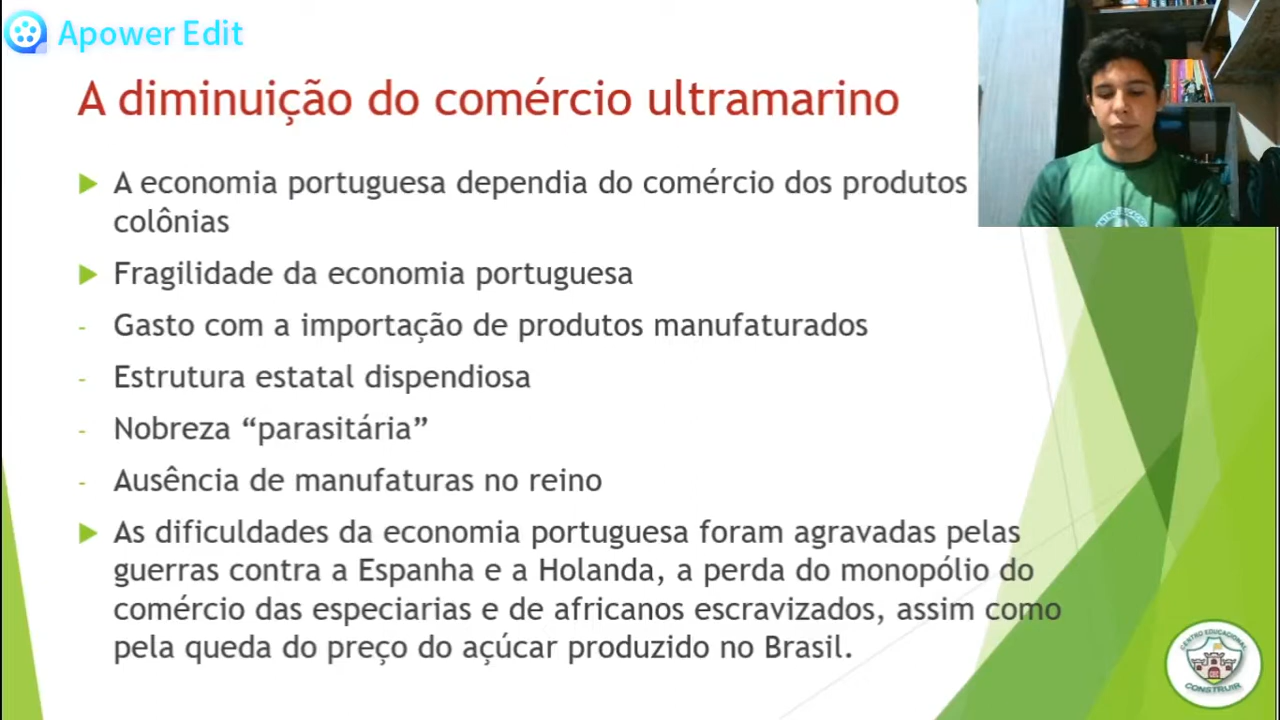 Apower Edit
A diminuição do comércio ultramarino
A economia portuguesa dependia do comércio dos produtos
colônias
Fragilidade da economia portuguesa
- Gasto com a importação de produtos manufaturados
- Estrutura estatal dispendiosa
- Nobreza “parasitária”
- Ausência de manufaturas no reino
As dificuldades da economia portuguesa foram agravadas pelas
guerras contra a Espanha e a Holanda, a perda do monopólio do
comércio das especiarias e de africanos escravizados, assim como
pela queda do preço do açúcar produzido no Brasil.
CENTRO EDUCACIONAL
CONSTRUIR